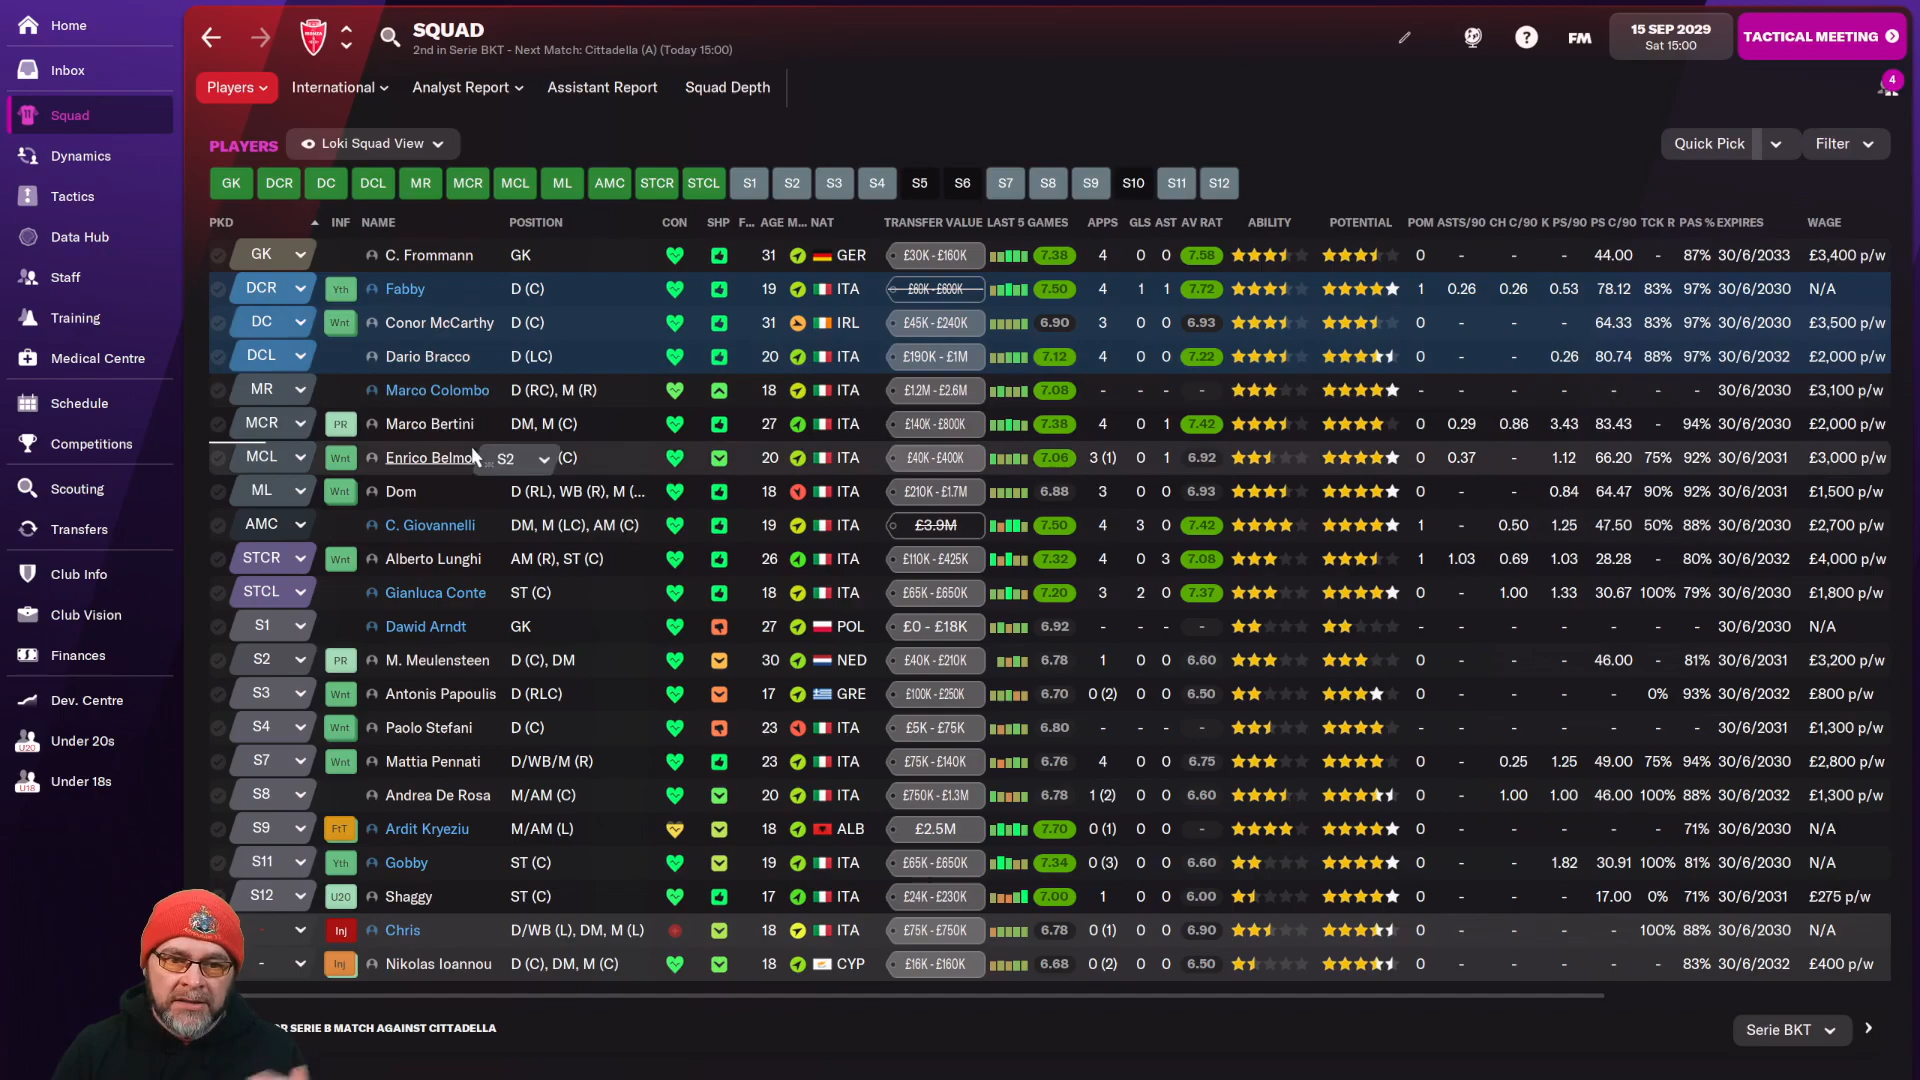 Home
Inbox
Squad
Dynamics
Tactics
Data Hub
Staff
Training
Medical Centre
Schedule
Competitions
Scouting
Transfers
Club Info
Club Vision
Finances
Dev. Centre
Under 20s
Under 18s
SQUAD
2nd in Serie BKT - Next Match: Cittadella (A) (Today 15:00)
FM
15 SEP 2029
Sat 15:00
TACTICAL MEETING
4
Players International Analyst Report Assistant Report Squad Depth
PLAYERS Loki Squad View Quick Pick Filter
GK DCR DC DCL MR MCR MCL ML AMC STCR STCL S1 S2 S3 S4 S5 S6 S7 S8 S9 S10 S11 S12
PKD INF NAME POSITION CON SHP F... AGE M... NAT TRANSFER VALUE LAST 5 GAMES APPS GLS AST AV RAT ABILITY POTENTIAL POM ASTS/90 CH C/90 K PS/90 PS C/90 TCK R PAS % EXPIRES WAGE
GK C. Frommann GK 31 GER £30K - £160K 7.38 4 0 0 7.58 0 - - - 44.00 - 87% 30/6/2033 £3,400 p/w
DCR Yth Fabby D (C) 19 ITA £60K - £600K 7.50 4 1 1 7.72 1 0.26 0.26 0.53 78.12 83% 97% 30/6/2030 N/A
DC Wnt Conor McCarthy D (C) 31 IRL £45K - £240K 6.90 3 0 0 6.93 0 - - - 64.33 83% 97% 30/6/2030 £3,500 p/w
DCL Dario Bracco D (LC) 20 ITA £190K - £1M 7.12 4 0 0 7.22 0 - - 0.26 80.74 88% 97% 30/6/2032 £2,000 p/w
MR Marco Colombo D (RC), M (R) 18 ITA £1.2M - £2.6M 7.08 - - - - 0 - - - - - - 30/6/2030 £3,100 p/w
MCR PR Marco Bertini DM, M (C) 27 ITA £140K - £800K 7.38 4 0 1 7.42 0 0.29 0.86 3.43 83.43 - 94% 30/6/2030 £2,000 p/w
MCL Wnt Enrico Belmo S2 (C) 20 ITA £40K - £400K 7.06 3 (1) 0 1 6.92 0 0.37 - 1.12 66.20 75% 92% 30/6/2030 £3,000 p/w
ML Wnt Dom D (RL), WB (R), M (... 18 ITA £210K - £1.7M 6.88 3 0 0 6.93 0 - - 0.84 64.47 90% 92% 30/6/2031 £1,500 p/w
AMC C. Giovannelli DM, M (LC), AM (C) 19 ITA £3.9M 7.50 4 3 0 7.42 1 - 0.50 1.25 47.50 50% 88% 30/6/2030 £2,700 p/w
STCR Wnt Alberto Lunghi AM (R), ST (C) 26 ITA £110K - £425K 7.32 4 0 3 7.08 1 1.03 0.69 1.03 28.28 - 80% 30/6/2032 £4,000 p/w
STCL Gianluca Conte ST (C) 18 ITA £65K - £650K 7.20 3 2 0 7.37 0 - 1.00 1.33 30.67 100% 79% 30/6/2030 £1,800 p/w
S1 Dawid Arndt GK 27 POL £0 - £18K 6.92 - - - - 0 - - - - - - 30/6/2030 N/A
S2 PR M. Meulensteen D (C), DM 30 NED £40K - £210K 6.78 1 0 0 6.60 0 - - - 46.00 - 81% 30/6/2031 £3,200 p/w
S3 Wnt Antonis Papoulis D (RLC) 17 GRE £100K - £250K 6.70 0 (2) 0 0 6.50 0 - - - - 0% 93% 30/6/2032 £800 p/w
S4 Wnt Paolo Stefani D (C) 23 ITA £5K - £75K 6.80 - - - - 0 - - - - - - 30/6/2031 £1,300 p/w
S7 Wnt Mattia Pennati D/WB/M (R) 23 ITA £75K - £140K 6.76 4 0 0 6.75 0 - 0.25 1.25 49.00 75% 94% 30/6/2030 £2,800 p/w
S8 Andrea De Rosa M/AM (C) 20 ITA £750K - £1.3M 6.78 1 (2) 0 0 6.60 0 - 1.00 1.00 46.00 100% 88% 30/6/2032 £1,300 p/w
S9 FtT Ardit Kryeziu M/AM (L) 18 ALB £2.5M 7.70 0 (1) 0 0 - 0 - - - - - 71% 30/6/2030 N/A
S11 Yth Gobby ST (C) 19 ITA £65K - £650K 7.34 0 (3) 0 0 6.60 0 - - 1.82 30.91 100% 81% 30/6/2030 N/A
S12 U20 Shaggy ST (C) 17 ITA £24K - £230K 7.00 1 0 0 6.00 0 - - - 17.00 0% 71% 30/6/2031 £275 p/w
- Inj Chris D/WB (L), DM, M (L) 18 ITA £75K - £750K 6.78 0 (1) 0 0 6.90 0 - - - - 100% 88% 30/6/2030 N/A
- Inj Nikolas Ioannou D (C), DM, M (C) 18 CYP £16K - £160K 6.68 0 (2) 0 0 6.50 0 - - - - - 83% 30/6/2032 £400 p/w
OR SERIE B MATCH AGAINST CITTADELLA
Serie BKT